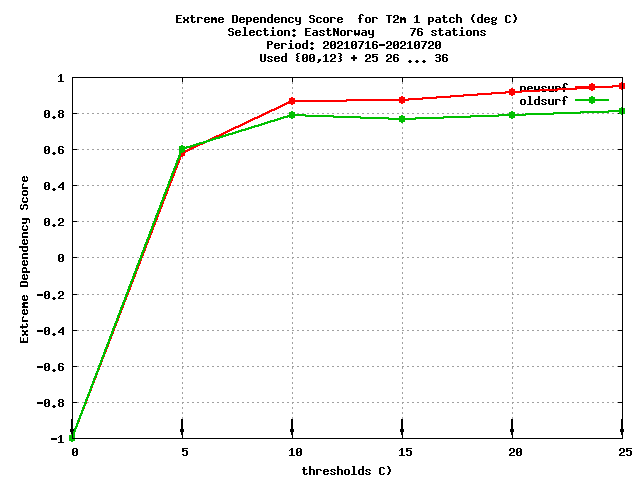 Extreme Dependency Score  for T2m 1 patch (deg C)
Selection: EastNorway     76 stations
Period: 20210716-20210720
Used {00,12} + 25 26 ... 36
1
0.8
0.6
0.4
0.2
0
-0.2
-0.4
-0.6
-0.8
-1
Extreme Dependency Score
newsurf
oldsurf
0 5 10 15 20 25
thresholds C)